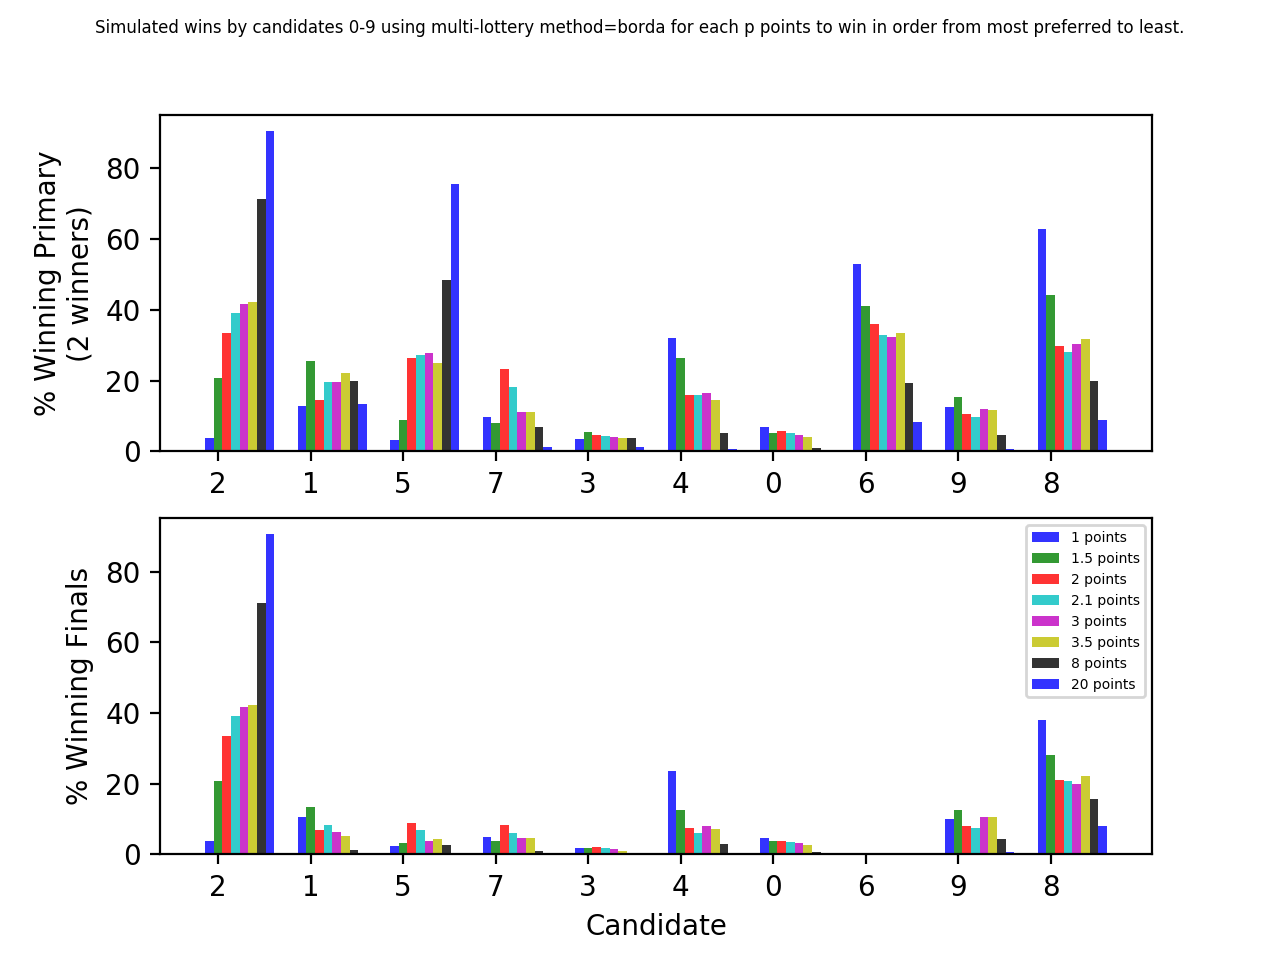 Simulated wins by candidates 0-9 using multi-lottery method=borda for each p points to win in order from most preferred to least.
% Winning Primary
(2 winners)
80
60
40
20
0
2 1 5 7 3 4 0 6 9 8
% Winning Finals
80
60
40
20
0
1 points
1.5 points
2 points
2.1 points
3 points
3.5 points
8 points
20 points
2 1 5 7 3 4 0 6 9 8
Candidate